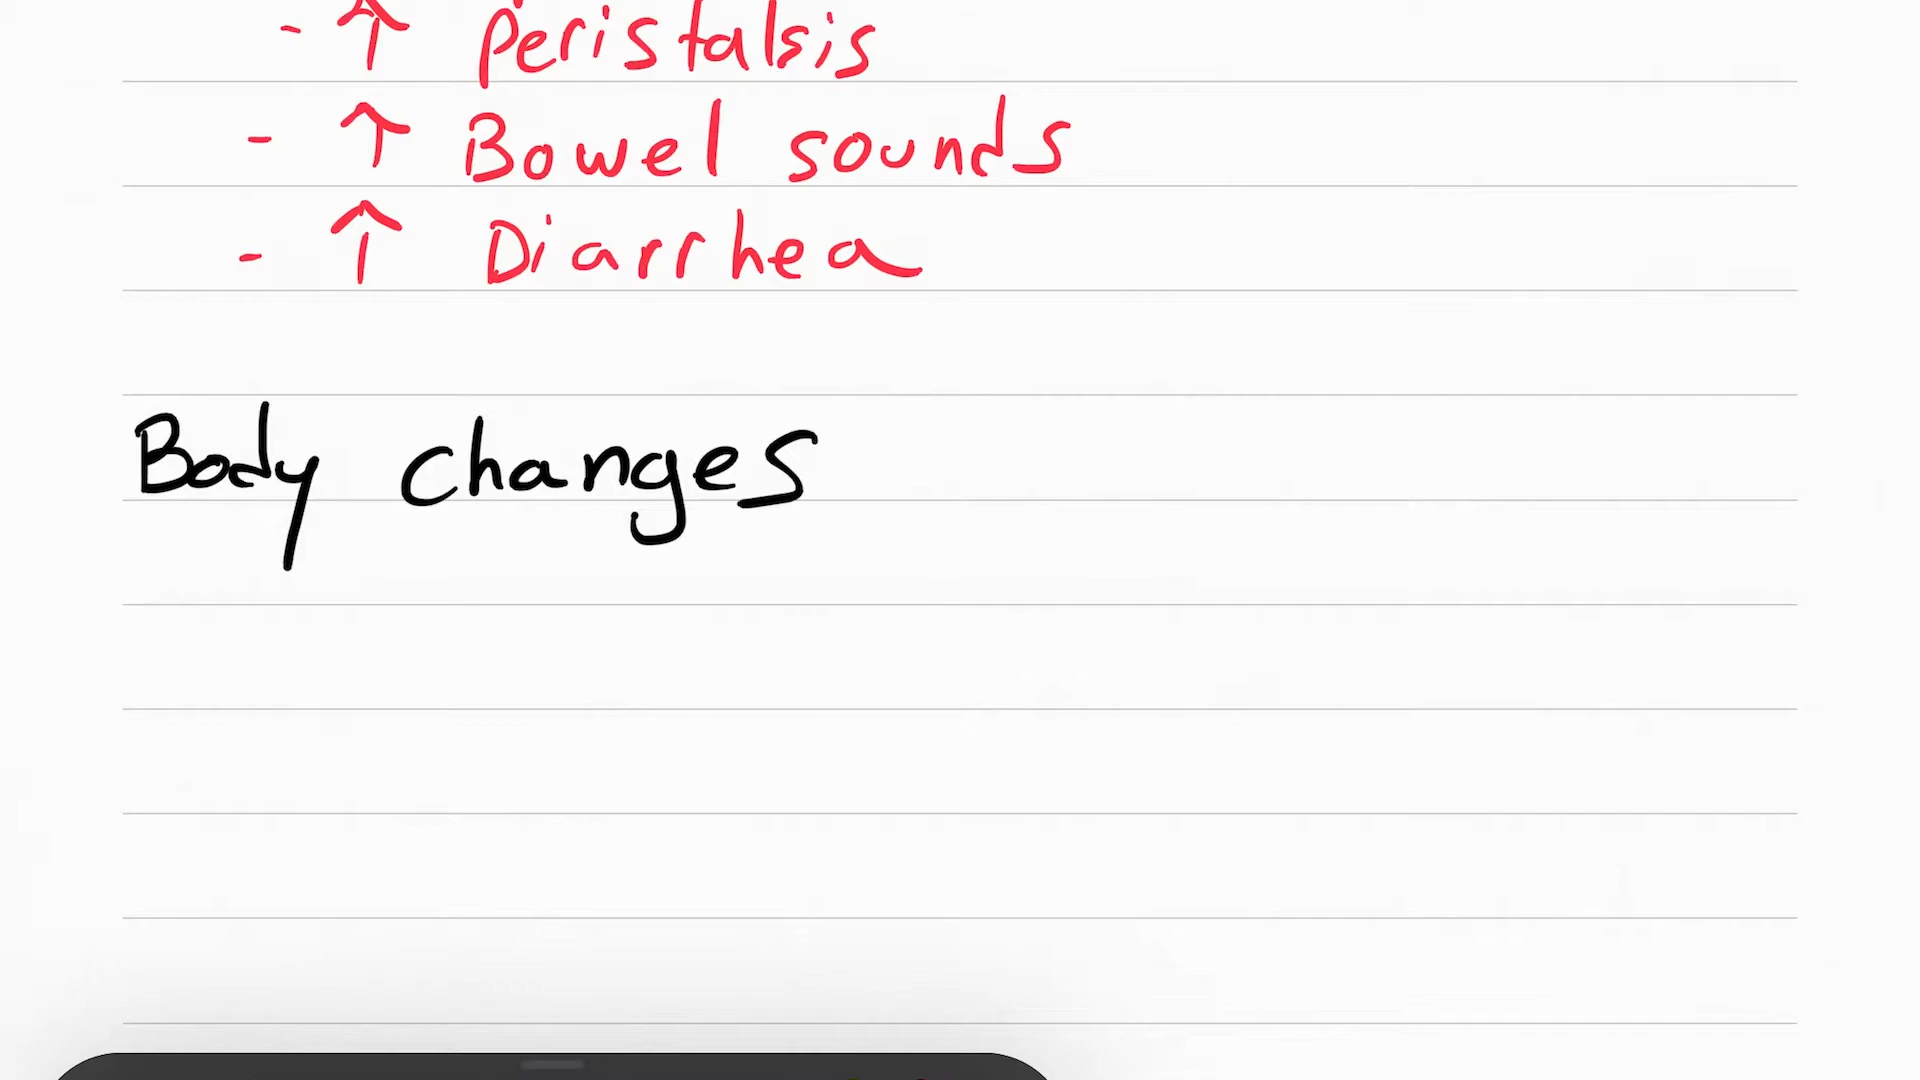 - ↑ Peristalsis
- ↑ Bowel sounds
- ↑ Diarrhea
Body changes